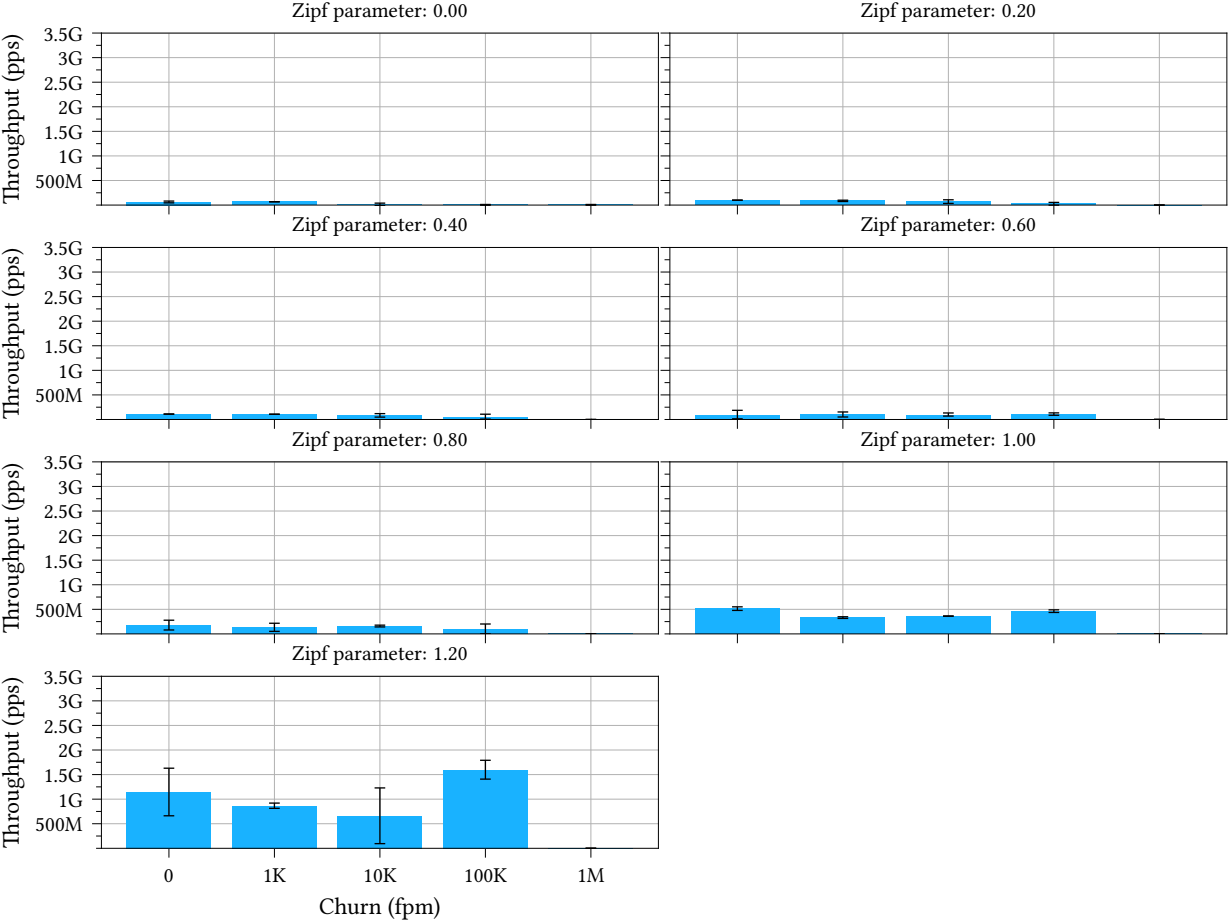 Zipf parameter: 0.00
Zipf parameter: 0.20
Throughput (pps)
3.5G
3G
2.5G
2G
1.5G
1G
500M
Zipf parameter: 0.40
Zipf parameter: 0.60
Throughput (pps)
3.5G
3G
2.5G
2G
1.5G
1G
500M
Zipf parameter: 0.80
Zipf parameter: 1.00
Throughput (pps)
3.5G
3G
2.5G
2G
1.5G
1G
500M
Zipf parameter: 1.20
Throughput (pps)
3.5G
3G
2.5G
2G
1.5G
1G
500M
0 1K 10K 100K 1M
Churn (fpm)